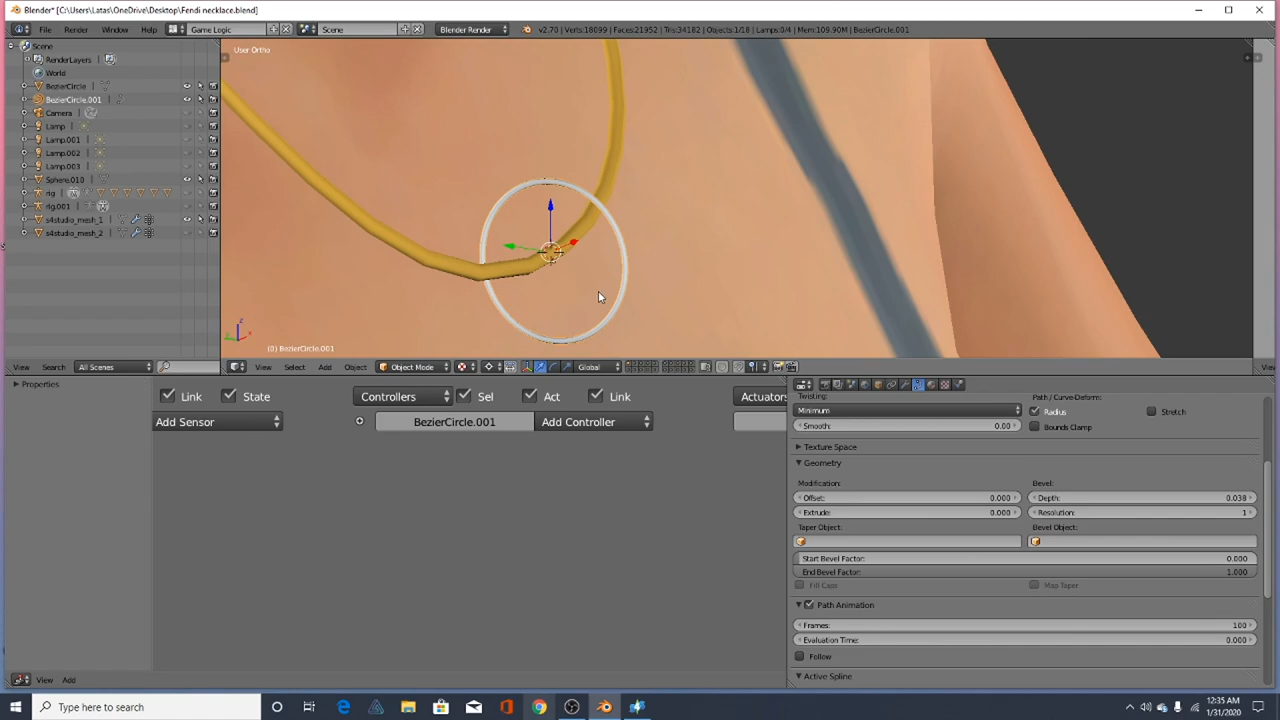 Blender* [C:\Users\Latas\OneDrive\Desktop\Fendi necklace.blend]
File Render Window Help Game Logic Scene Blender Render v2.70 | Verts:18099 | Faces:21952 | Tris:34182 | Objects:1/18 | Lamps:0/4 | Mem:109.90M | BezierCircle.001
User Ortho
Scene
RenderLayers
World
BezierCircle
BezierCircle.001
Camera
Lamp
Lamp.001
Lamp.002
Lamp.003
Sphere.010
rig
rig.001
s4studio_mesh_1
s4studio_mesh_2
(0) BezierCircle.001
View Search All Scenes
View Select Add Object Object Mode Global
View
Properties
Link State Controllers Sel Act Link Actuators
Add Sensor BezierCircle.001 Add Controller
Twisting: Path / Curve-Deform:
Minimum Radius Stretch
Smooth: 0.00 Bounds Clamp
Texture Space
Geometry
Modification: Bevel:
Offset: 0.000 Depth: 0.038
Extrude: 0.000 Resolution: 1
Taper Object: Bevel Object:
Start Bevel Factor: 0.000
End Bevel Factor: 1.000
Fill Caps Map Taper
Path Animation
Frames: 100
Evaluation Time: 0.000
Follow
Active Spline
View Add
Type here to search
12:35 AM
1/31/2020